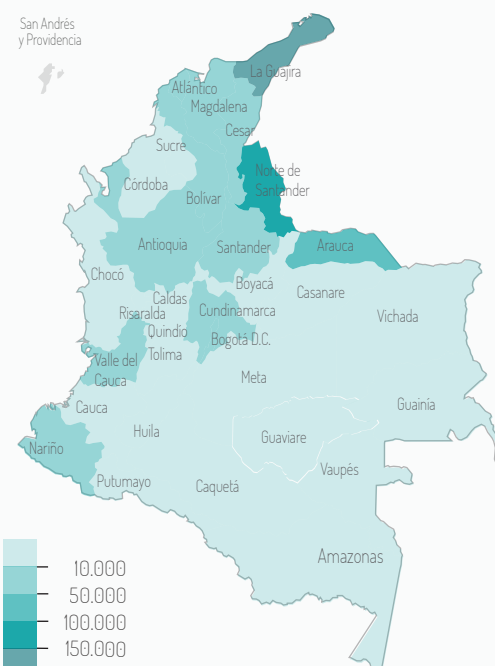 San Andrés
y Providencia
La Guajira
Atlántico
Magdalena
Cesar
Sucre
Norte de
Santander
Córdoba
Bolívar
Antioquia
Santander
Arauca
Chocó
Boyacá
Casanare
Caldas
Risaralda
Cundinamarca
Vichada
Quindío
Bogotá D.C.
Tolima
Valle del
Cauca
Meta
Cauca
Guainía
Huila
Guaviare
Nariño
Vaupés
Putumayo
Caquetá
Amazonas
10.000
50.000
100.000
150.000